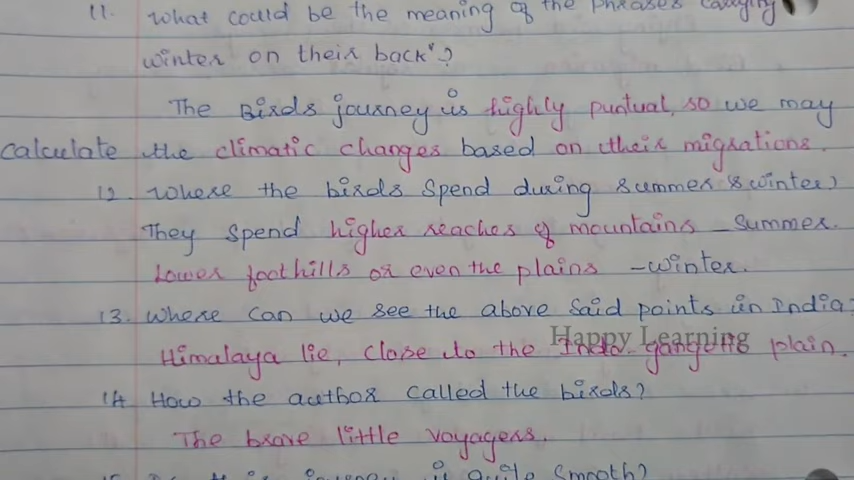 11. What could be the meaning of the phrases carrying
winter on their back"?
The Birds journey is highly puntual, so we may
calculate the climatic changes based on their migrations.
12. Where the birds spend during summer & winter?
They spend higher reaches of mountains - Summer.
Lower foothills or even the plains - winter.
13. Where can we see the above said points in India?
Himalaya lie, close to the Indo gangetic plain.
Happy Learning
14 How the author called the birds?
The brave little voyagers.
is quite smooth?